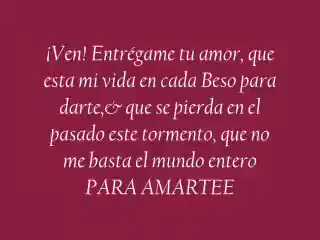 ¡Ven! Entrégame tu amor, que
esta mi vida en cada Beso para
darte,& que se pierda en el
pasado este tormento, que no
me basta el mundo entero
PARA AMARTEE